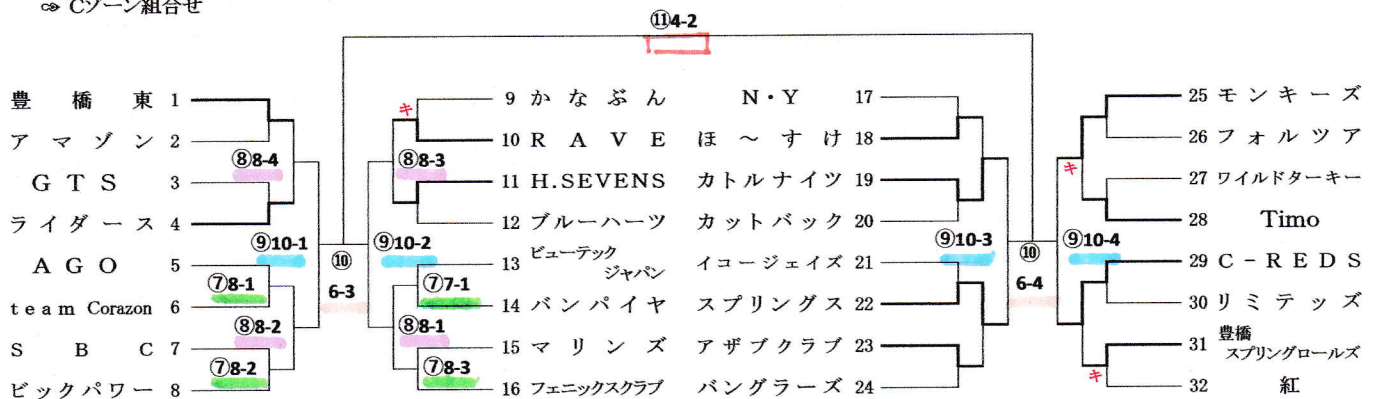 ⚭ Cゾーン組合せ
⑪4-2
豊橋東 1
アマゾン 2
⑧8-4
GTS 3
ライダース 4
⑨10-1
AGO 5
⑦8-1
team Corazon 6
⑧8-2
SBC 7
⑦8-2
ビックパワー 8
⑩
6-3
キ
9 かなぶん
10 RAVE
⑧8-3
11 H.SEVENS
12 ブルーハーツ
⑨10-2
13 ビューテック
ジャパン
⑦7-1
14 バンパイヤ
⑧8-1
15 マリンズ
⑦8-3
16 フェニックスクラブ
N・Y 17
ほ～すけ 18
カトルナイツ 19
カットバック 20
⑨10-3
イコージェイズ 21
スプリングス 22
アザブクラブ 23
バングラーズ 24
⑩
6-4
25 モンキーズ
26 フォルツア
キ
27 ワイルドターキー
28 Timo
⑨10-4
29 C-REDS
30 リミテッズ
31 豊橋
スプリングロールズ
キ
32 紅